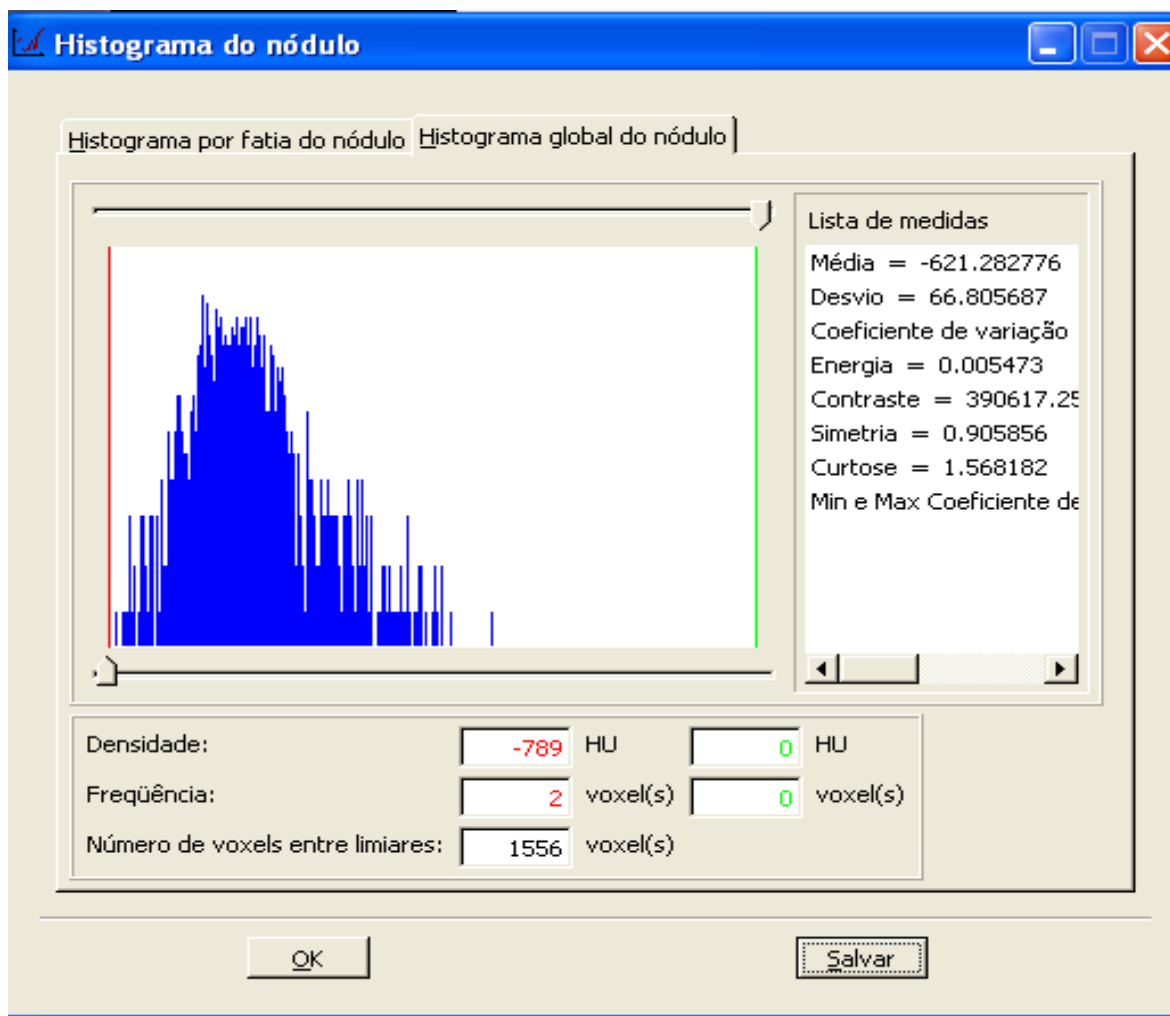 Histograma do nódulo
Histograma por fatia do nódulo
Histograma global do nódulo
Lista de medidas
Média = -621.282776
Desvio = 66.805687
Coeficiente de variação
Energia = 0.005473
Contraste = 390617.25
Simetria = 0.905856
Curtose = 1.568182
Min e Max Coeficiente de
Densidade: -789 HU 0 HU
Freqüência: 2 voxel(s) 0 voxel(s)
Número de voxels entre limiares: 1556 voxel(s)
OK
Salvar